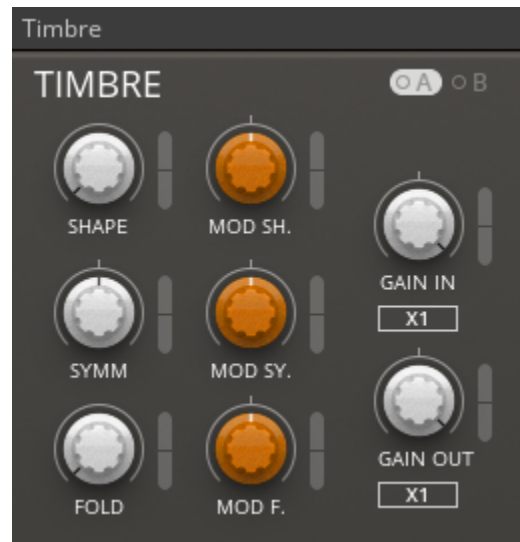 Timbre
TIMBRE
A B
SHAPE MOD SH.
GAIN IN
X1
SYMM MOD SY.
GAIN OUT
X1
FOLD MOD F.